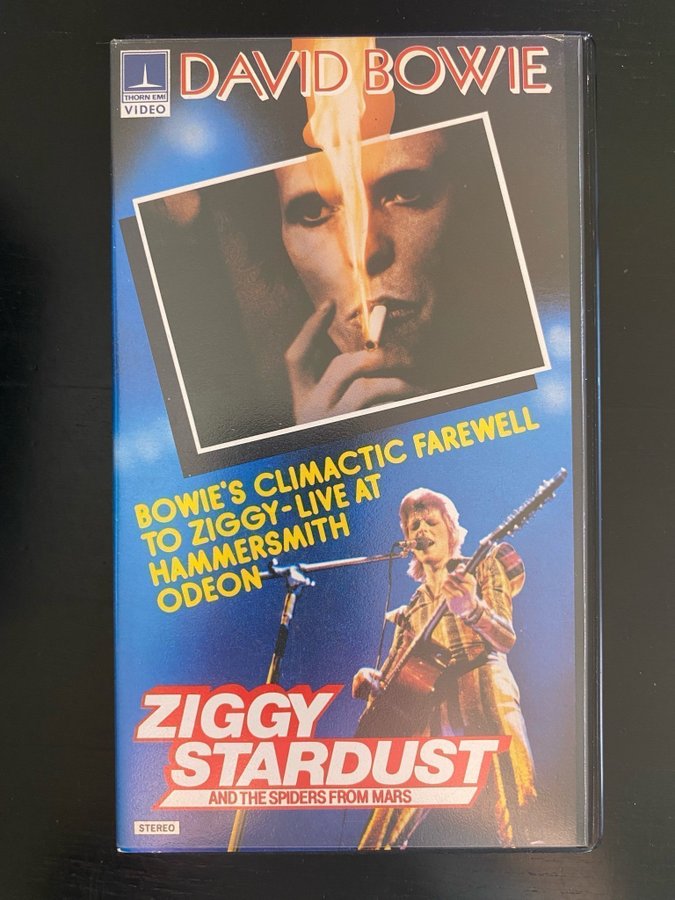 THORN EMI
VIDEO
DAVID BOWIE
BOWIE'S CLIMACTIC FAREWELL
TO ZIGGY-LIVE AT
HAMMERSMITH
ODEON
ZIGGY
STARDUST
AND THE SPIDERS FROM MARS
STEREO